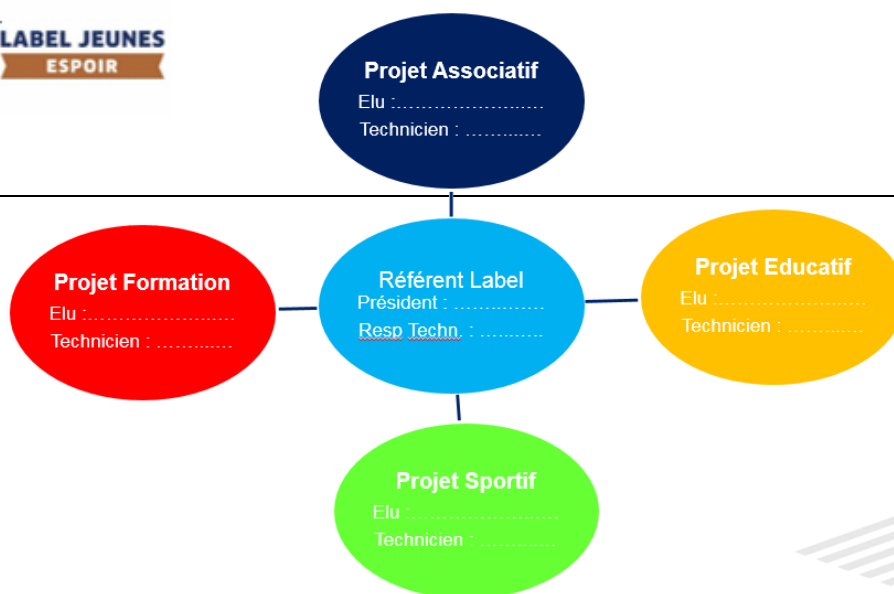 LABEL JEUNES
ESPOIR
Projet Associatif
Elu :.......................
Technicien : .............
Projet Formation
Elu :.......................
Technicien : .............
Référent Label
Président : ...............
Resp Techn. : ...........
Projet Educatif
Elu :.......................
Technicien : .............
Projet Sportif
Elu :.......................
Technicien : .............